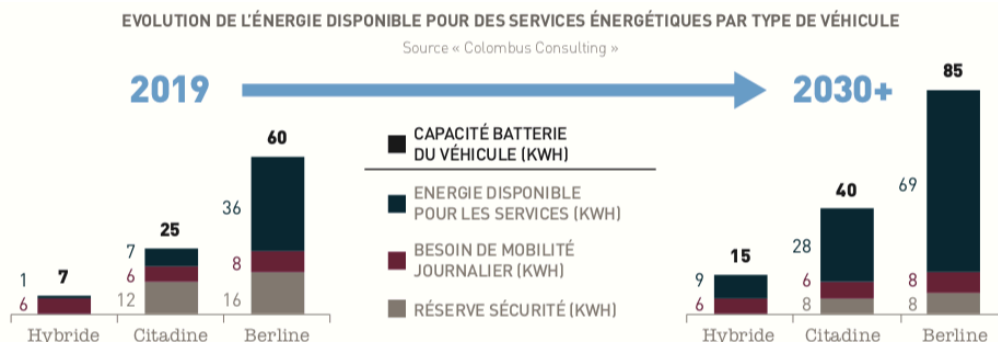 EVOLUTION DE L'ÉNERGIE DISPONIBLE POUR DES SERVICES ÉNERGÉTIQUES PAR TYPE DE VÉHICULE
Source « Colombus Consulting »
2019
2030+
60
36
8
16
25
7
6
12
7
1
6
Hybride
Citadine
Berline
CAPACITÉ BATTERIE
DU VÉHICULE (KWH)
ENERGIE DISPONIBLE
POUR LES SERVICES (KWH)
BESOIN DE MOBILITÉ
JOURNALIER (KWH)
RÉSERVE SÉCURITÉ (KWH)
85
69
8
8
40
28
6
8
15
9
6
Hybride
Citadine
Berline